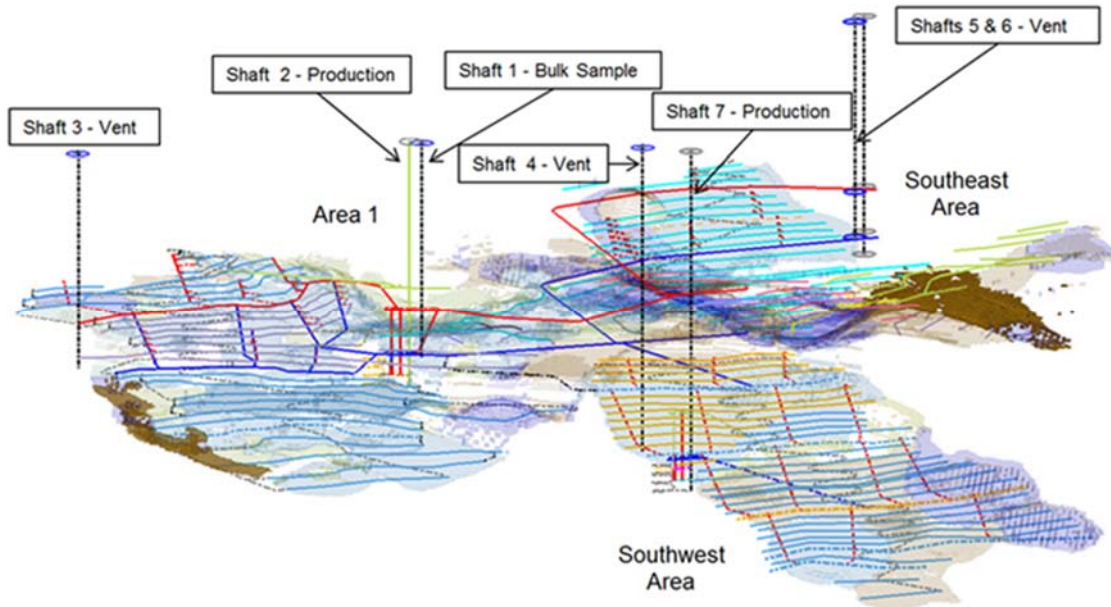 Shafts 5 & 6 - Vent
Shaft 2 - Production
Shaft 1 - Bulk Sample
Shaft 7 - Production
Shaft 3 - Vent
Shaft 4 - Vent
Southeast
Area
Area 1
Southwest
Area